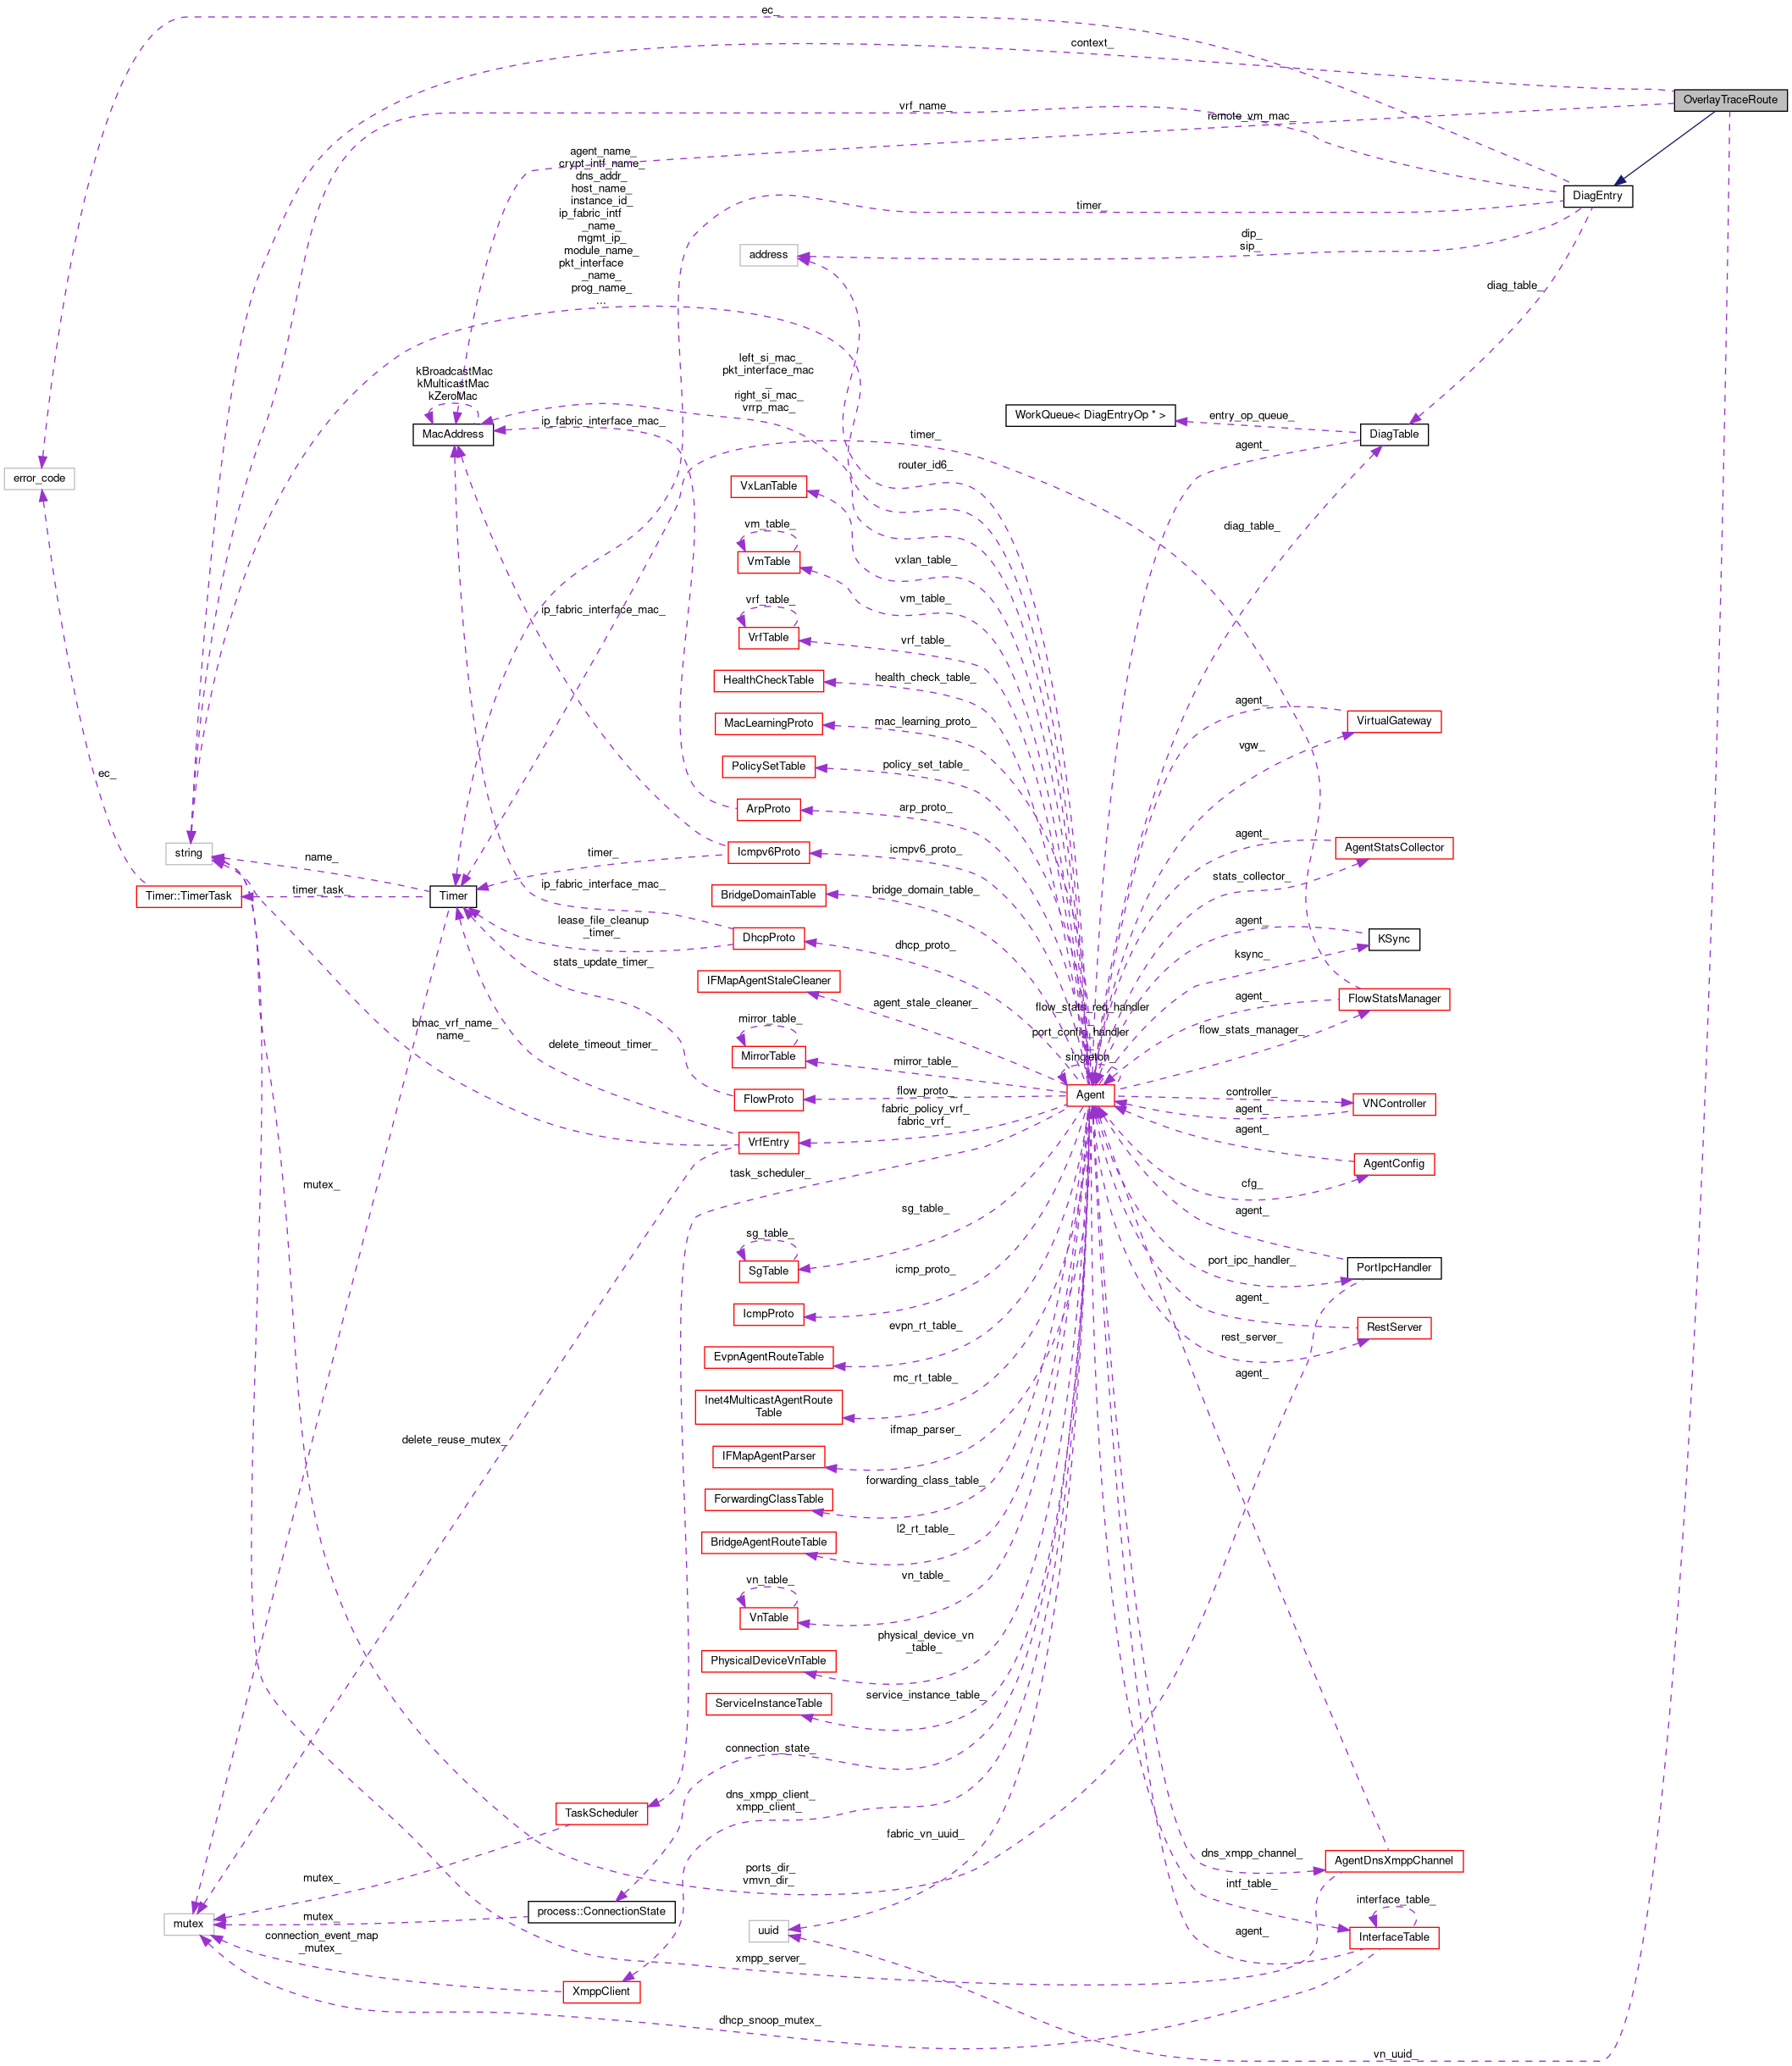 ec_
context_
OverlayTraceRoute
vrf_name_
remote_vm_mac_
agent_name_
crypt_intf_name_
dns_addr_
host_name_
instance_id_
ip_fabric_intf
_name_
mgmt_ip_
module_name_
pkt_interface
_name_
prog_name_
...
DiagEntry
timer_
dip_
sip_
address
diag_table_
kBroadcastMac
kMulticastMac
kZeroMac
MacAddress
left_si_mac_
pkt_interface_mac
_
right_si_mac_
vrrp_mac_
ip_fabric_interface_mac_
WorkQueue< DiagEntryOp * >
entry_op_queue_
DiagTable
timer_
agent_
error_code
router_id6_
VxLanTable
vm_table_
diag_table_
VmTable
vxlan_table_
vrf_table_
vm_table_
ip_fabric_interface_mac_
VrfTable
vrf_table_
HealthCheckTable
health_check_table_
agent_
MacLearningProto
mac_learning_proto_
VirtualGateway
vgw_
PolicySetTable
policy_set_table_
ec_
ArpProto
arp_proto_
agent_
AgentStatsCollector
string
name_
timer_
Icmpv6Proto
icmpv6_proto_
stats_collector_
Timer::TimerTask
timer_task_
Timer
ip_fabric_interface_mac_
BridgeDomainTable
bridge_domain_table_
lease_file_cleanup
_timer_
DhcpProto
dhcp_proto_
agent_
KSync
ksync_
stats_update_timer_
IFMapAgentStaleCleaner
agent_stale_cleaner_
flow_stats_req_handler
_
port_config_handler
_
singleton_
agent_
FlowStatsManager
flow_stats_manager_
bmac_vrf_name_
name_
delete_timeout_timer_
mirror_table_
MirrorTable
mirror_table_
FlowProto
flow_proto_
Agent
controller_
agent_
VNController
fabric_policy_vrf_
fabric_vrf_
VrfEntry
agent_
AgentConfig
cfg_
mutex_
task_scheduler_
sg_table_
agent_
sg_table_
SgTable
port_ipc_handler_
PortIpcHandler
icmp_proto_
agent_
IcmpProto
evpn_rt_table_
rest_server_
RestServer
EvpnAgentRouteTable
mc_rt_table_
agent_
Inet4MulticastAgentRoute
Table
delete_reuse_mutex_
ifmap_parser_
IFMapAgentParser
forwarding_class_table_
ForwardingClassTable
l2_rt_table_
BridgeAgentRouteTable
vn_table_
vn_table_
VnTable
physical_device_vn
_table_
PhysicalDeviceVnTable
service_instance_table_
ServiceInstanceTable
connection_state_
dns_xmpp_client_
xmpp_client_
TaskScheduler
fabric_vn_uuid_
dns_xmpp_channel_
AgentDnsXmppChannel
ports_dir_
vmvn_dir_
mutex_
intf_table_
interface_table_
process::ConnectionState
mutex_
mutex
uuid
agent_
InterfaceTable
connection_event_map
_mutex_
xmpp_server_
XmppClient
dhcp_snoop_mutex_
vn_uuid_